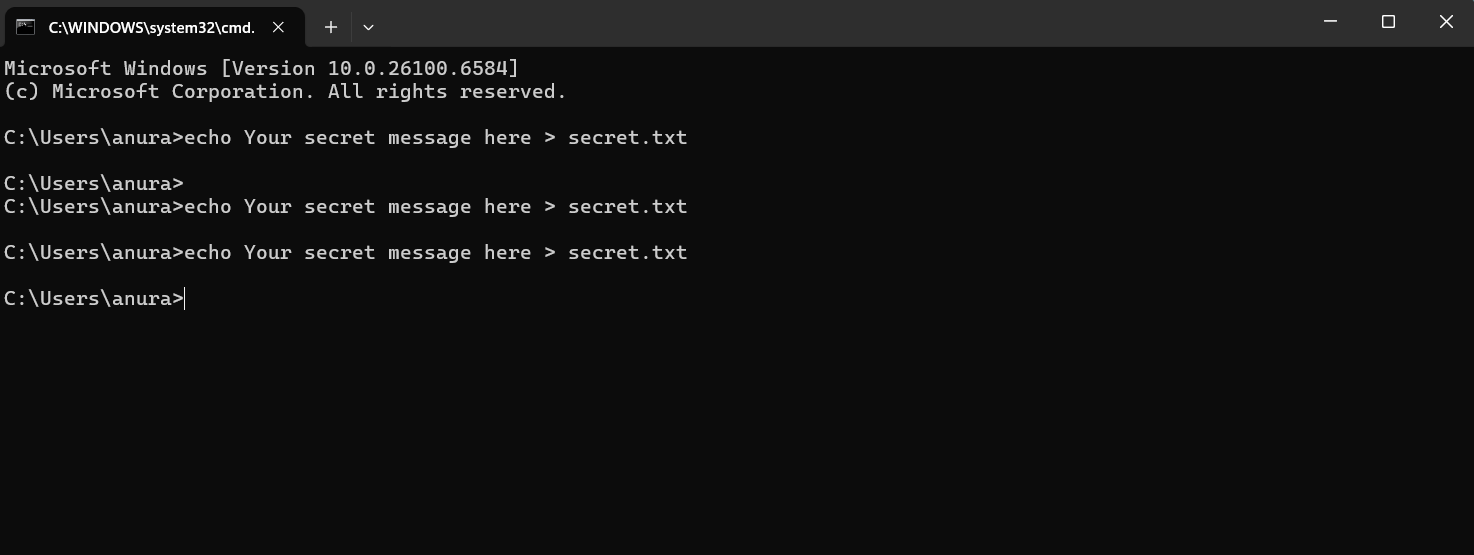 C:\WINDOWS\system32\cmd.
Microsoft Windows [Version 10.0.26100.6584]
(c) Microsoft Corporation. All rights reserved.
C:\Users\anura>echo Your secret message here > secret.txt
C:\Users\anura>
C:\Users\anura>echo Your secret message here > secret.txt
C:\Users\anura>echo Your secret message here > secret.txt
C:\Users\anura>